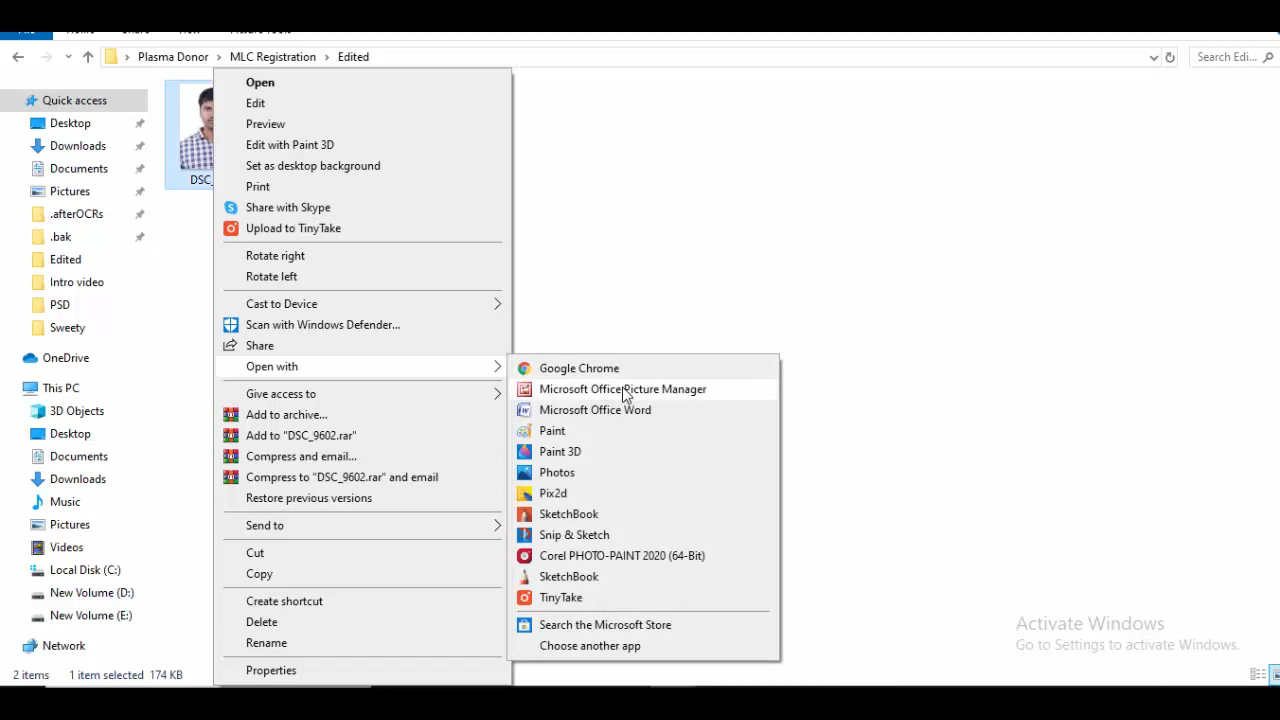 File Home Share View Picture Tools
Plasma Donor › MLC Registration › Edited
Search Edi...
Quick access
Desktop
Downloads
Documents
Pictures
.afterOCRs
.bak
Edited
Intro video
PSD
Sweety
OneDrive
This PC
3D Objects
Desktop
Documents
Downloads
Music
Pictures
Videos
Local Disk (C:)
New Volume (D:)
New Volume (E:)
Network
2 items 1 item selected 174 KB
DSC_
Open
Edit
Preview
Edit with Paint 3D
Set as desktop background
Print
Share with Skype
Upload to TinyTake
Rotate right
Rotate left
Cast to Device
Scan with Windows Defender...
Share
Open with
Give access to
Add to archive...
Add to "DSC_9602.rar"
Compress and email...
Compress to "DSC_9602.rar" and email
Restore previous versions
Send to
Cut
Copy
Create shortcut
Delete
Rename
Properties
Google Chrome
Microsoft Office Picture Manager
Microsoft Office Word
Paint
Paint 3D
Photos
Pix2d
SketchBook
Snip & Sketch
Corel PHOTO-PAINT 2020 (64-Bit)
SketchBook
TinyTake
Search the Microsoft Store
Choose another app
Activate Windows
Go to Settings to activate Windows.